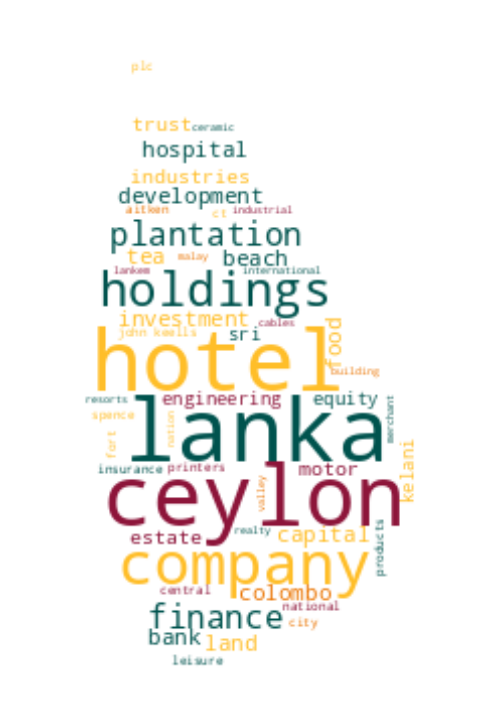 plc
trust ceramic
hospital
industries
development
aitken ct industrial
plantation
tea malay beach
lankem international
holdings
investment cables
john keells sri food
hotel
building
resorts engineering equity
spence nation merchant
lanka
fort kelani
insurance printers motor
ceylon
valley
estate realty capital products
company
central colombo
national
finance city
bank land
leisure